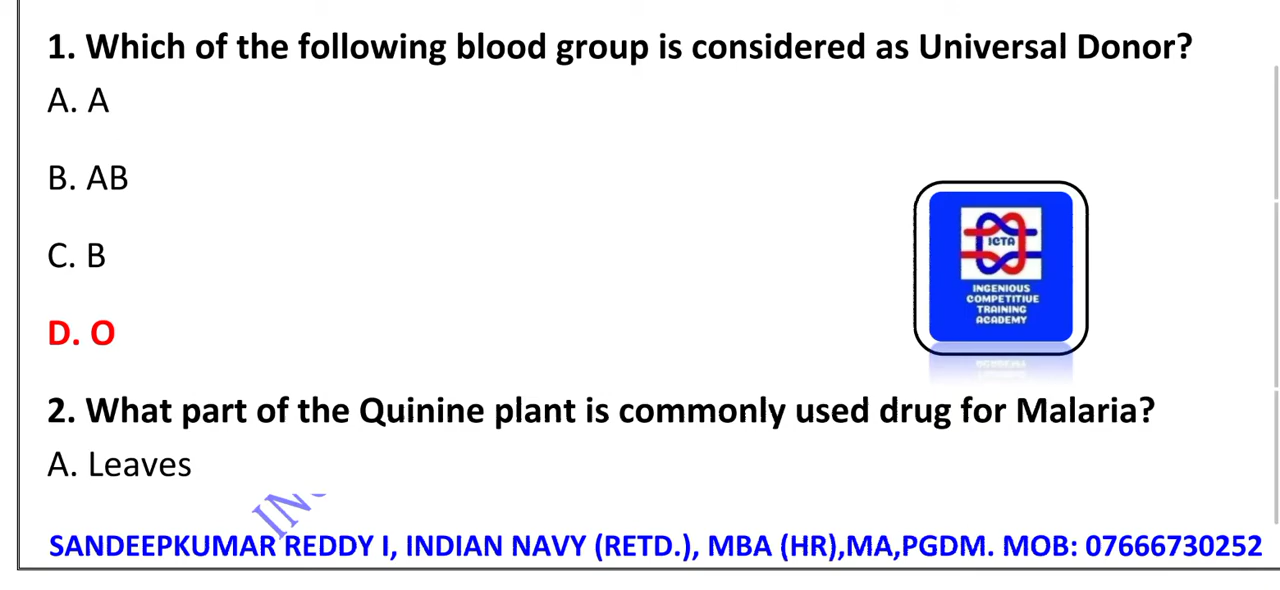 1. Which of the following blood group is considered as Universal Donor?
A. A
B. AB
C. B
D. O
ICTA
INGENIOUS
COMPETITIVE
TRAINING
ACADEMY
2. What part of the Quinine plant is commonly used drug for Malaria?
A. Leaves
SANDEEPKUMAR REDDY I, INDIAN NAVY (RETD.), MBA (HR),MA,PGDM. MOB: 07666730252